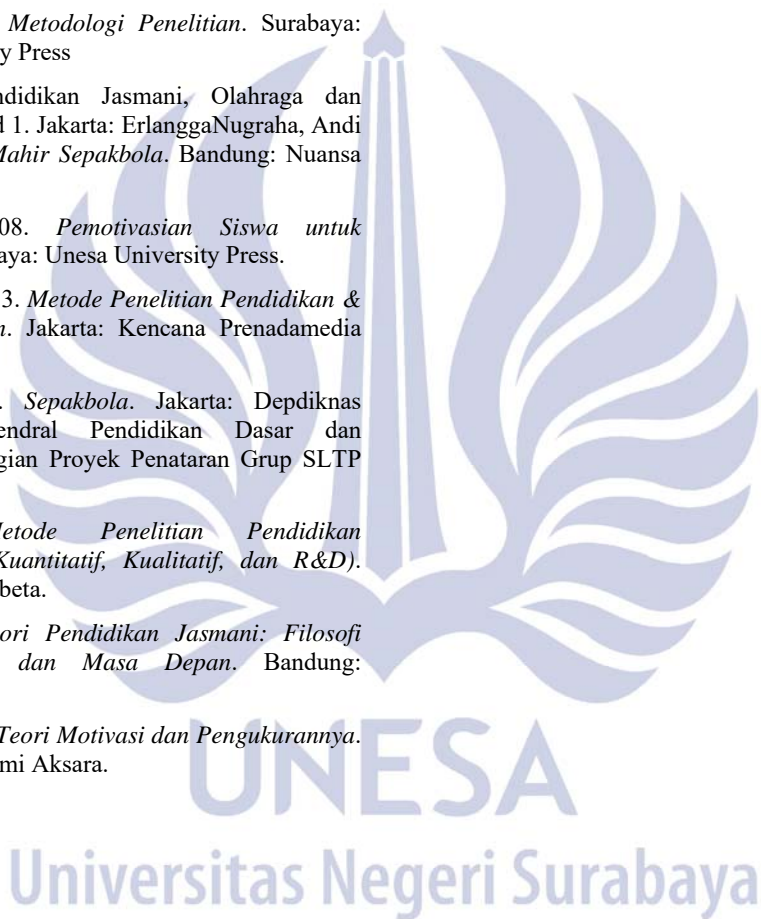 Metodologi Penelitian. Surabaya:
y Press
ndidikan Jasmani, Olahraga dan
d 1. Jakarta: ErlanggaNugraha, Andi
Mahir Sepakbola. Bandung: Nuansa
08. Pemotivasian Siswa untuk
aya: Unesa University Press.
3. Metode Penelitian Pendidikan &
n. Jakarta: Kencana Prenadamedia
. Sepakbola. Jakarta: Depdiknas
endral Pendidikan Dasar dan
gian Proyek Penataran Grup SLTP
etode Penelitian Pendidikan
Kuantitatif, Kualitatif, dan R&D).
beta.
ori Pendidikan Jasmani: Filosofi
dan Masa Depan. Bandung:
Teori Motivasi dan Pengukurannya.
mi Aksara.
UNESA
Universitas Negeri Surabaya